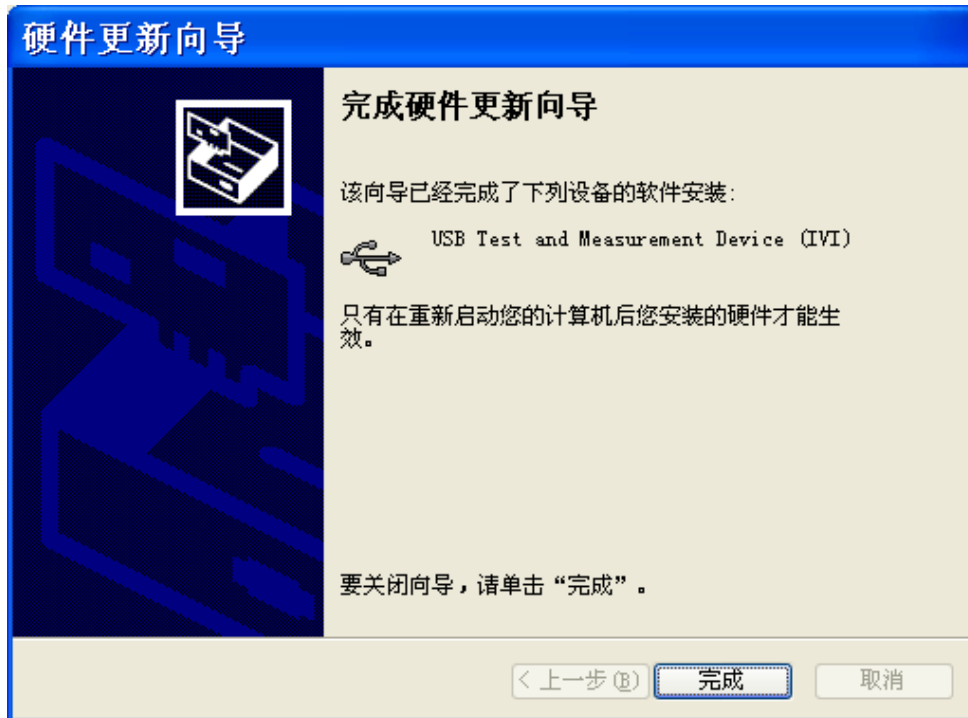 硬件更新向导
完成硬件更新向导
该向导已经完成了下列设备的软件安装:
USB Test and Measurement Device (IVI)
只有在重新启动您的计算机后您安装的硬件才能生
效。
要关闭向导，请单击“完成”。
< 上一步(B)
完成
取消